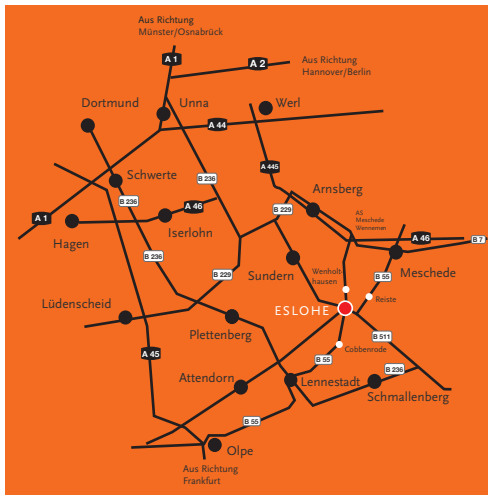 Aus Richtung
Münster/Osnabrück
A 1
A 2
Aus Richtung
Hannover/Berlin
Dortmund
Unna
Werl
A 44
A 445
Schwerte
B 236
B 236
Arnsberg
B 229
A 46
A 1
AS
Meschede
Wennemen
A 46
B 7
Hagen
Iserlohn
B 236
Sundern
Meschede
B 229
Wenholt-
hausen
B 55
Reiste
Lüdenscheid
ESLOHE
Plettenberg
B 511
A 45
Cobbenrode
B 55
B 236
Attendorn
Lennestadt
Schmallenberg
B 55
Olpe
Aus Richtung
Frankfurt